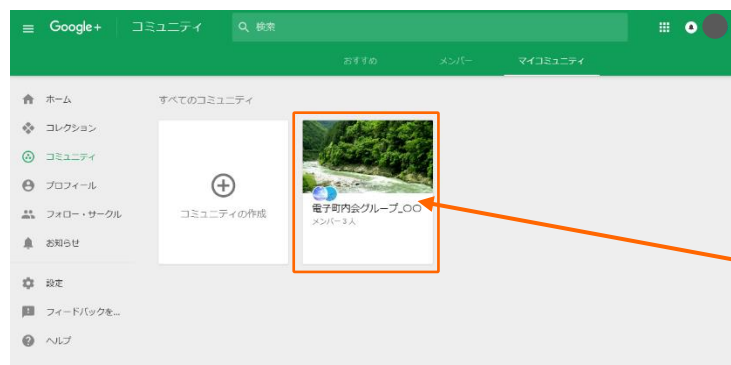 Google+ コミュニティ 検索
おすすめ メンバー マイコミュニティ
ホーム
コレクション
コミュニティ
プロフィール
フォロー・サークル
お知らせ
設定
フィードバックを...
ヘルプ
すべてのコミュニティ
コミュニティの作成
電子町内会グループ_〇〇
メンバー3人